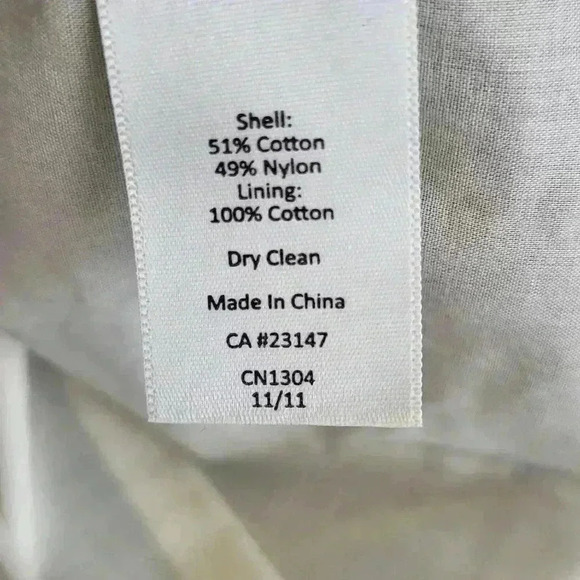 Shell:
51% Cotton
49% Nylon
Lining:
100% Cotton
Dry Clean
Made In China
CA #23147
CN1304
11/11